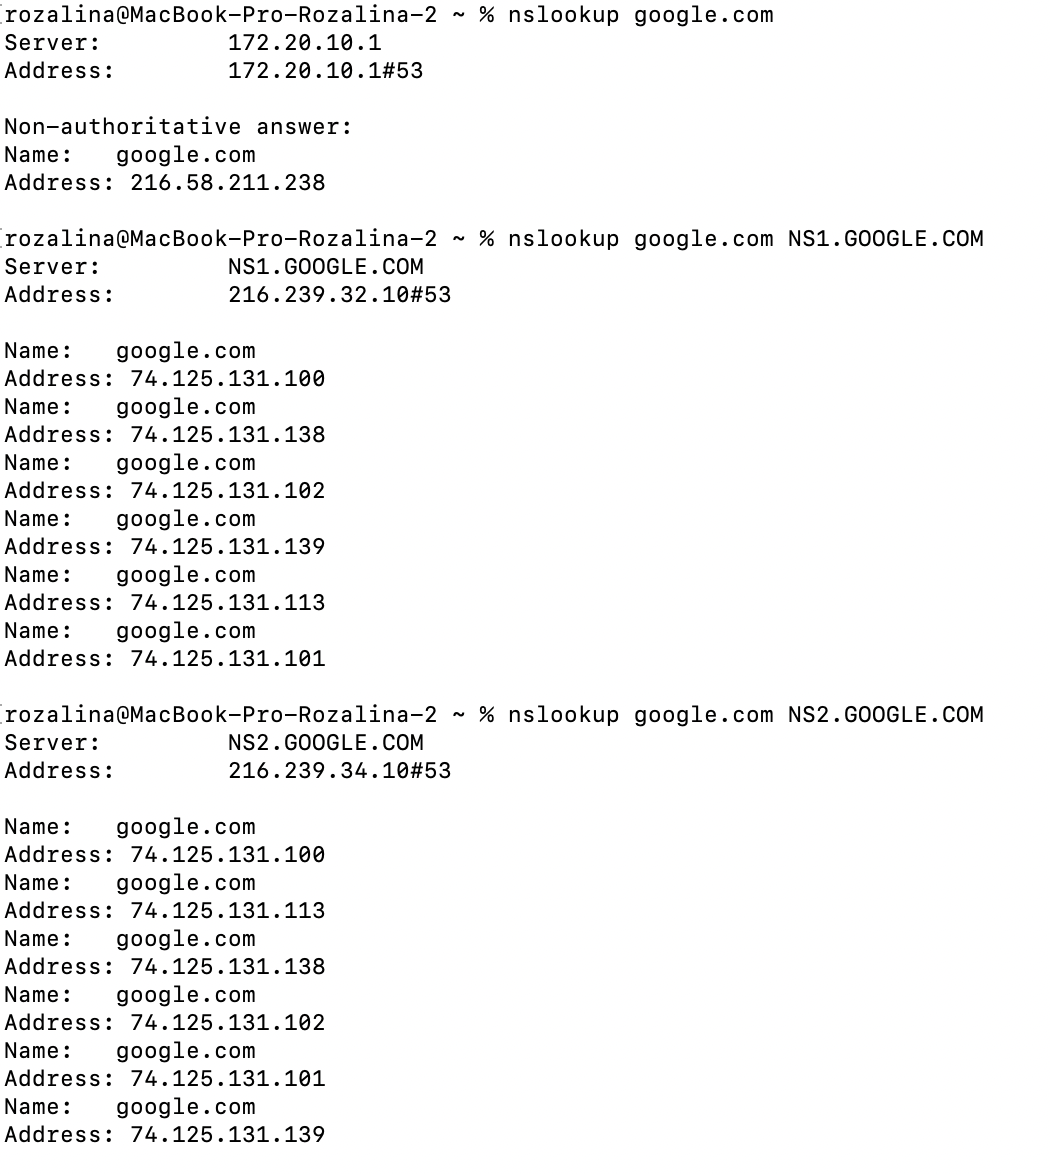 [rozalina@MacBook-Pro-Rozalina-2 ~ % nslookup google.com
Server: 172.20.10.1
Address: 172.20.10.1#53
Non-authoritative answer:
Name: google.com
Address: 216.58.211.238
[rozalina@MacBook-Pro-Rozalina-2 ~ % nslookup google.com NS1.GOOGLE.COM
Server: NS1.GOOGLE.COM
Address: 216.239.32.10#53
Name: google.com
Address: 74.125.131.100
Name: google.com
Address: 74.125.131.138
Name: google.com
Address: 74.125.131.102
Name: google.com
Address: 74.125.131.139
Name: google.com
Address: 74.125.131.113
Name: google.com
Address: 74.125.131.101
[rozalina@MacBook-Pro-Rozalina-2 ~ % nslookup google.com NS2.GOOGLE.COM
Server: NS2.GOOGLE.COM
Address: 216.239.34.10#53
Name: google.com
Address: 74.125.131.100
Name: google.com
Address: 74.125.131.113
Name: google.com
Address: 74.125.131.138
Name: google.com
Address: 74.125.131.102
Name: google.com
Address: 74.125.131.101
Name: google.com
Address: 74.125.131.139